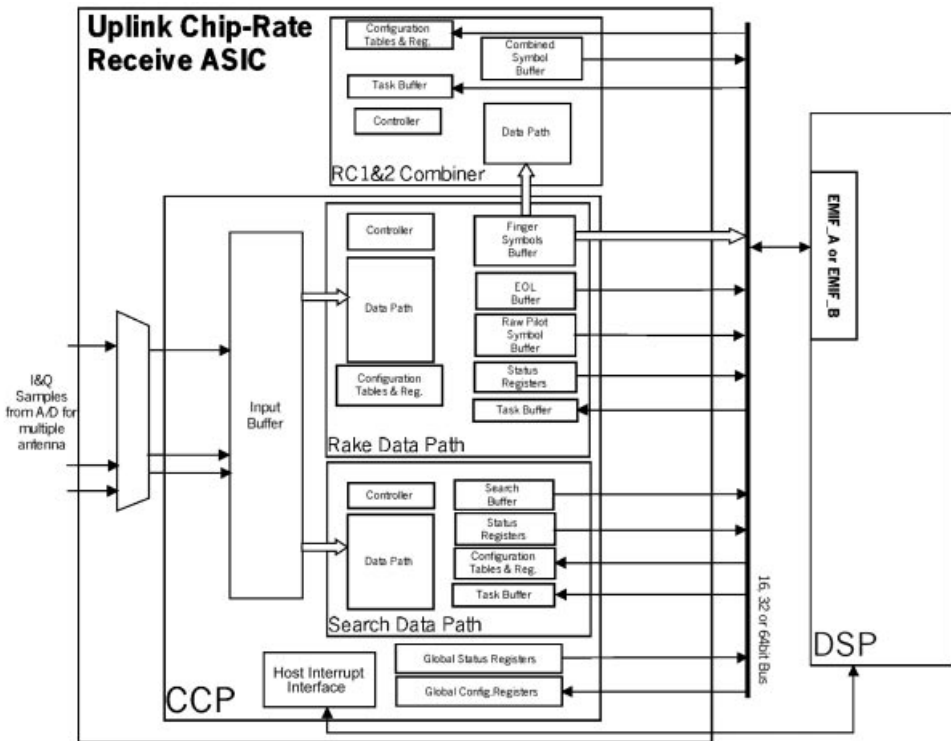 Uplink Chip-Rate
Receive ASIC
Configuration
Tables & Reg.
Combined
Symbol
Buffer
Task Buffer
Controller
Data Path
RC1&2 Combiner
Controller
Finger
Symbols
Buffer
Data Path
EOL
Buffer
Raw Pilot
Symbol
Buffer
Configuration
Tables & Reg.
Status
Registers
Task Buffer
Rake Data Path
I&Q
Samples
from A/D for
multiple
antenna
Input
Buffer
Controller
Search
Buffer
Data Path
Status
Registers
Configuration
Tables & Reg.
Task Buffer
Search Data Path
Host Interrupt
Interface
Global Status Registers
Global Config.Registers
CCP
EMIF_A or EMIF_B
16, 32 or 64bit Bus
DSP